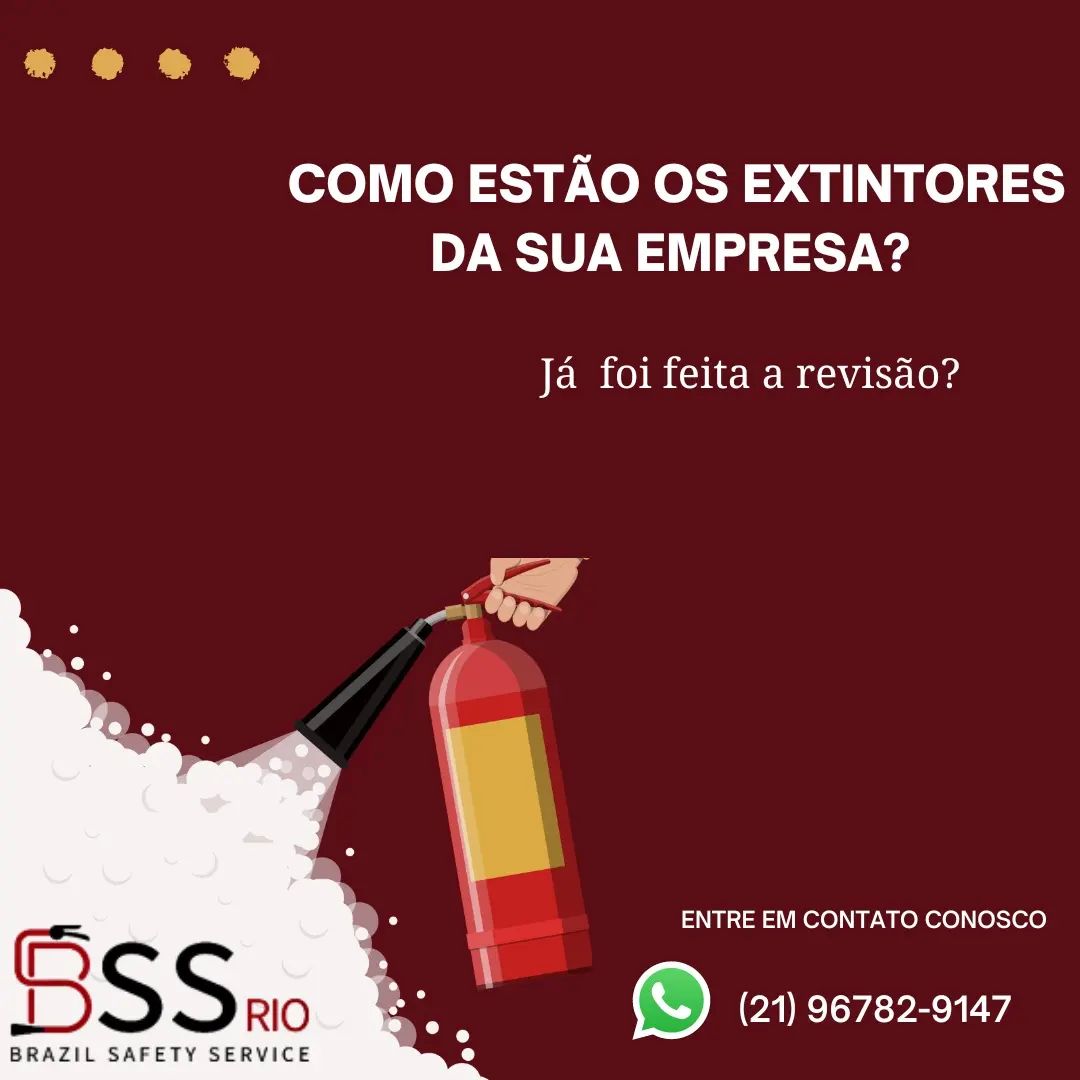 COMO ESTÃO OS EXTINTORES
DA SUA EMPRESA?
Já foi feita a revisão?
ENTRE EM CONTATO CONOSCO
(21) 96782-9147
BSS RIO
BRAZIL SAFETY SERVICE